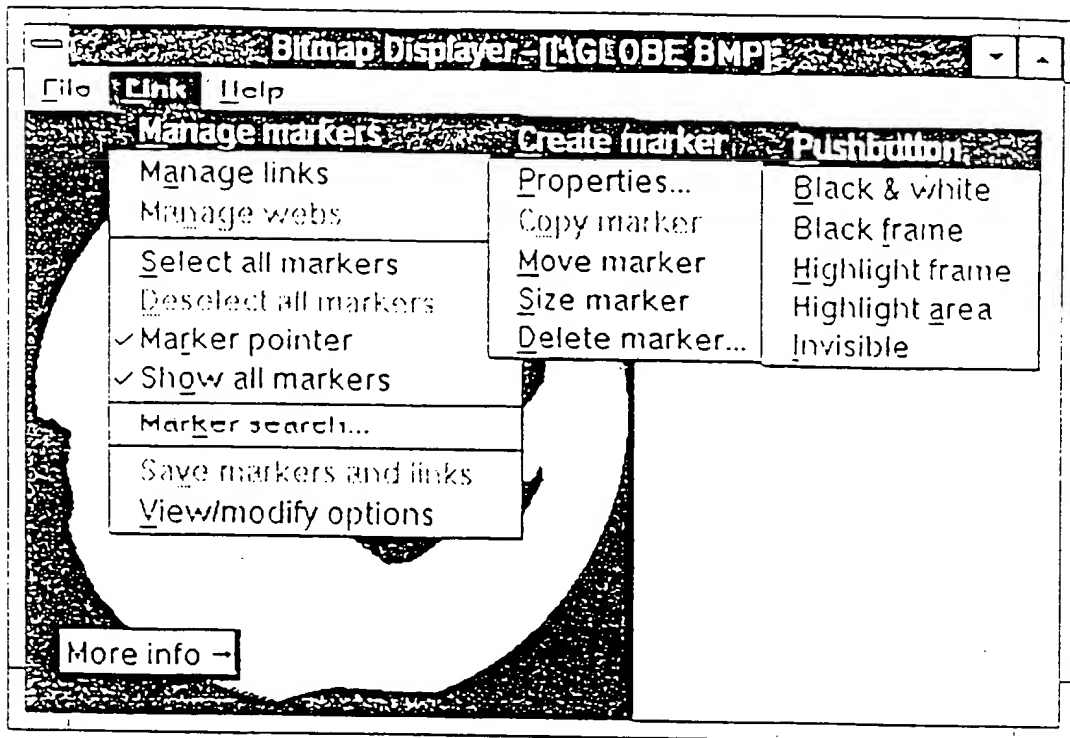 Bitmap Displayer - [I:\GLOBE BMP]
File Link Help
Manage markers
Manage links
Manage webs
Select all markers
Deselect all markers
✓ Marker pointer
✓ Show all markers
Marker search...
Save markers and links
View/modify options
Create marker
Properties...
Copy marker
Move marker
Size marker
Delete marker...
Pushbutton
Black & white
Black frame
Highlight frame
Highlight area
Invisible
More info →